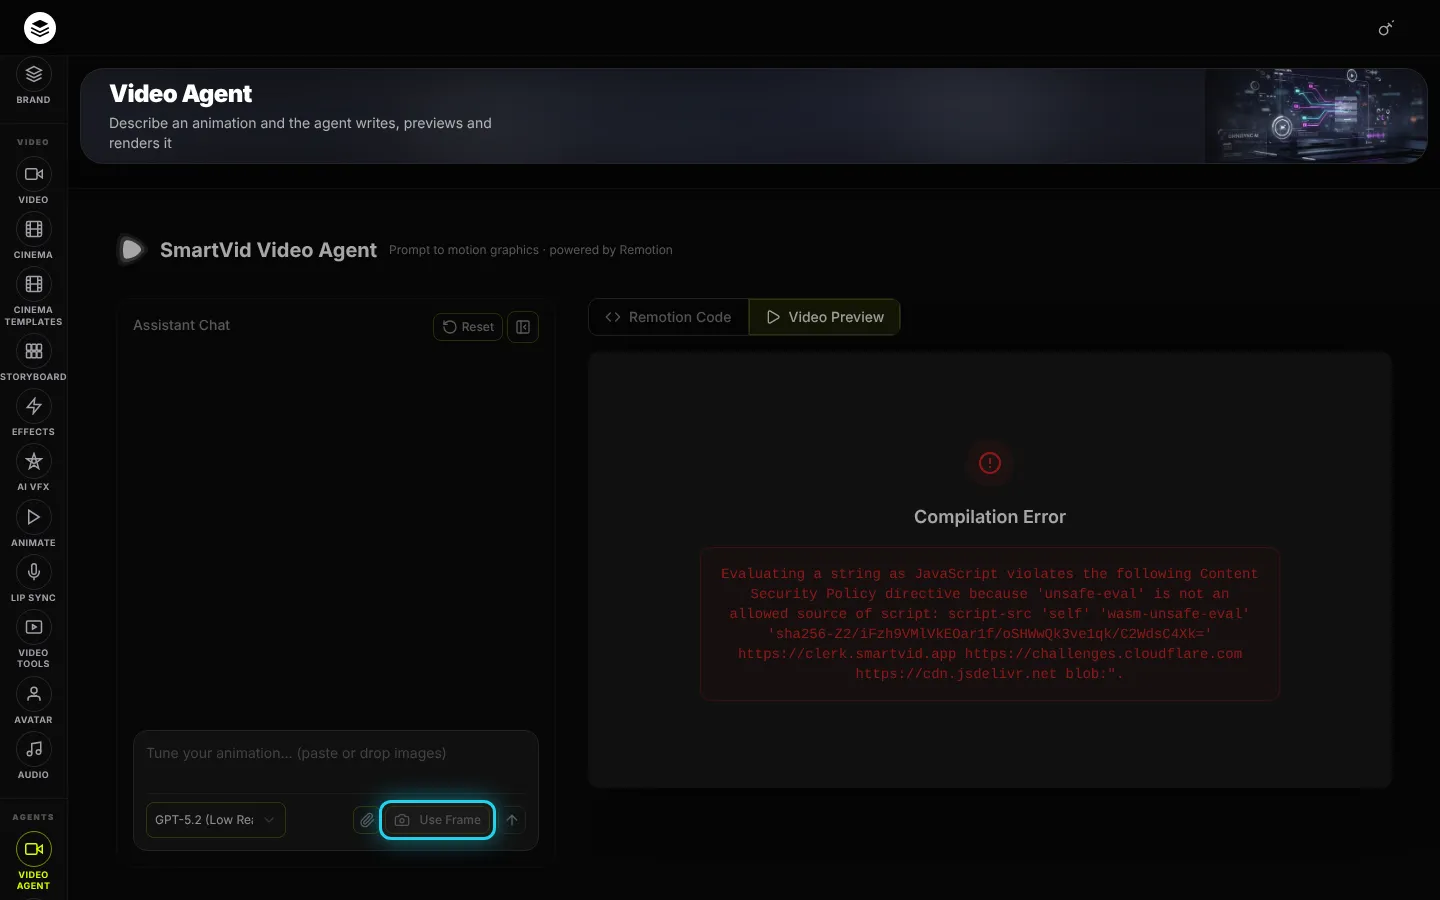 Video Agent
Describe an animation and the agent writes, previews and
renders it
BRAND
VIDEO
VIDEO
CINEMA
CINEMA
TEMPLATES
STORYBOARD
EFFECTS
AI VFX
ANIMATE
LIP SYNC
VIDEO
TOOLS
AVATAR
AUDIO
AGENTS
VIDEO
AGENT
SmartVid Video Agent
Prompt to motion graphics · powered by Remotion
Assistant Chat
Reset
Tune your animation... (paste or drop images)
GPT-5.2 (Low Rea
Use Frame
Remotion Code
Video Preview
Compilation Error
Evaluating a string as JavaScript violates the following Content
Security Policy directive because 'unsafe-eval' is not an
allowed source of script: script-src 'self' 'wasm-unsafe-eval'
'sha256-Z2/iFzh9VMlVkEOar1f/oSHWwQk3ve1qk/C2WdsC4Xk='
https://clerk.smartvid.app https://challenges.cloudflare.com
https://cdn.jsdelivr.net blob:".